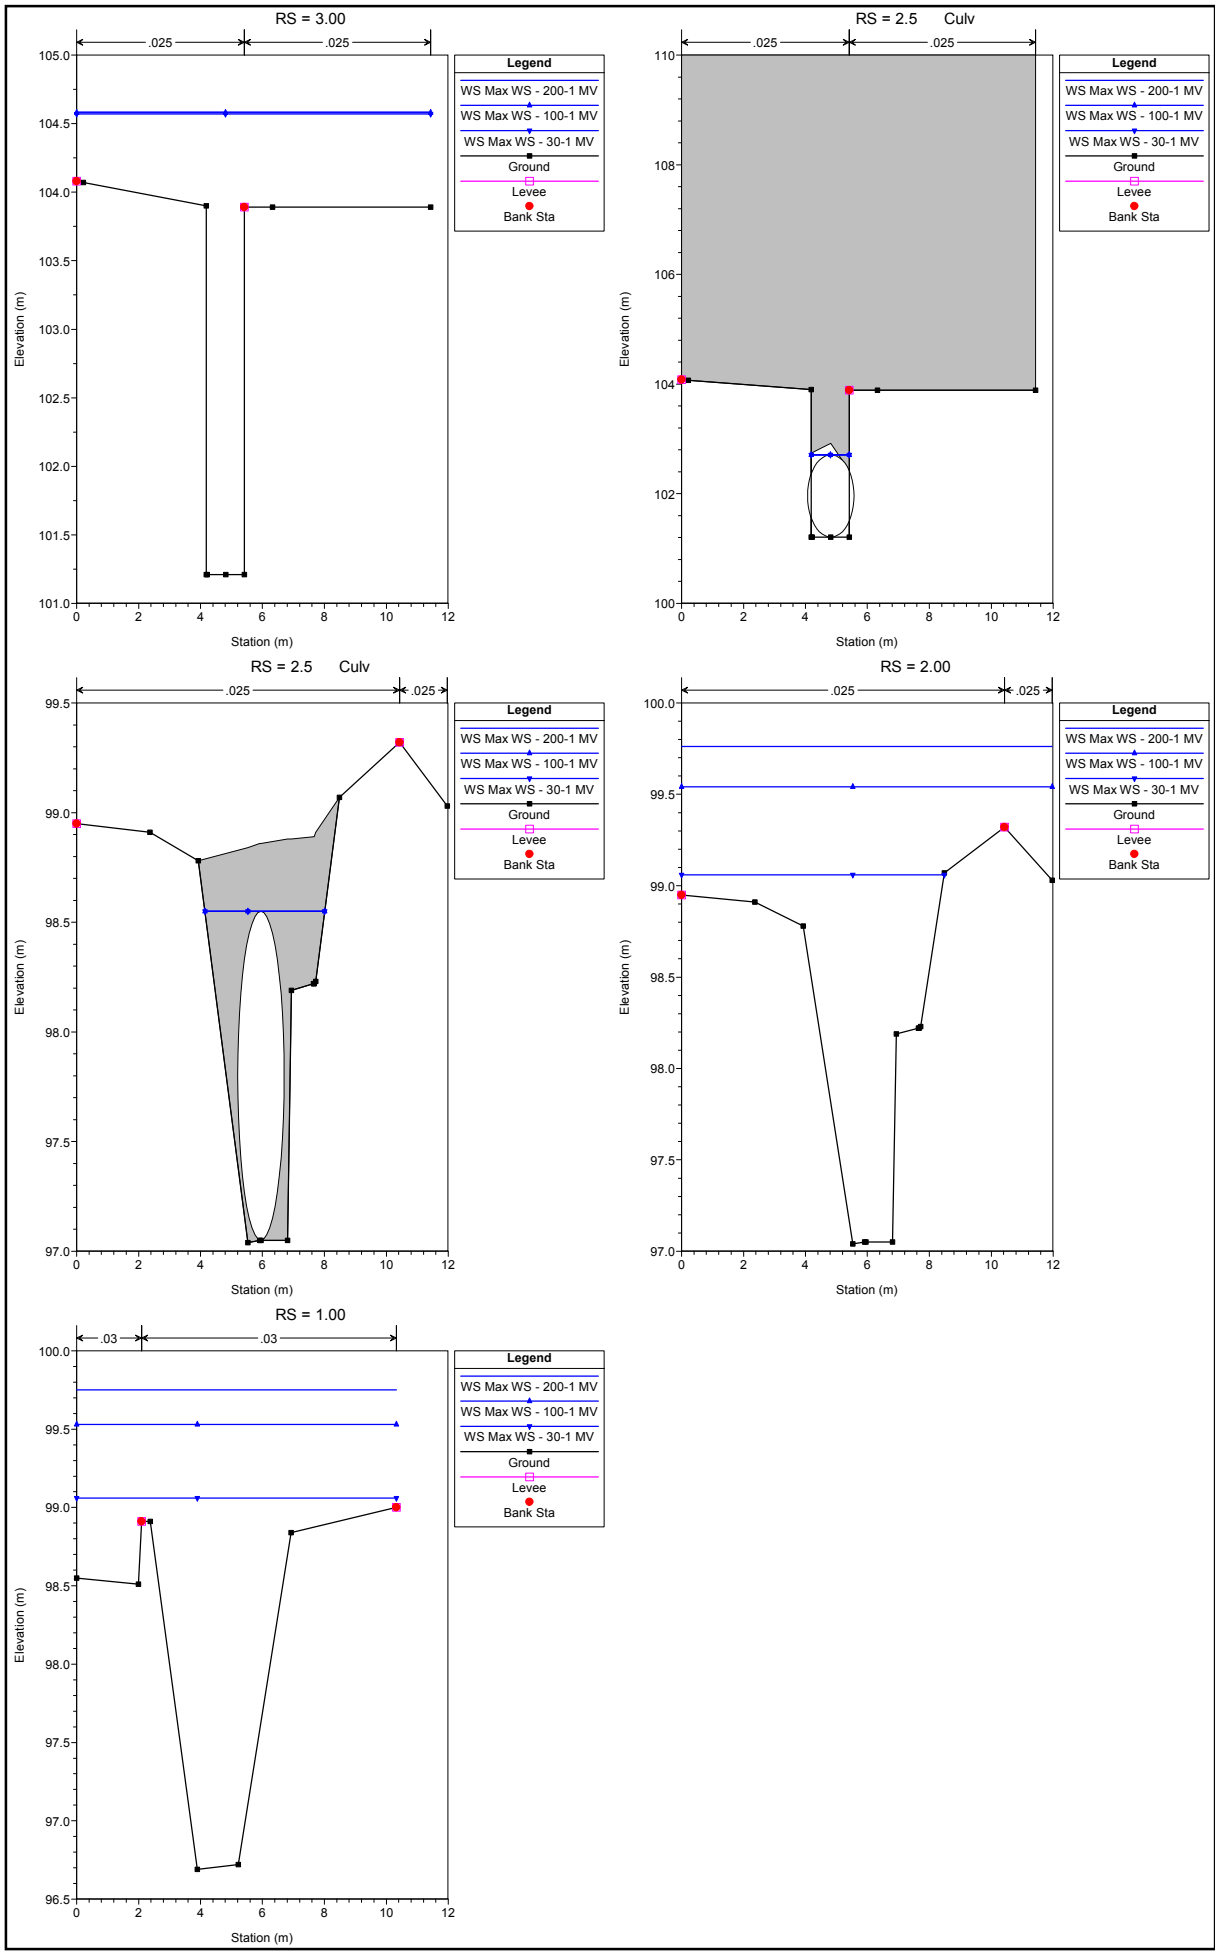 RS = 3.00
.025 .025
Legend
WS Max WS - 200-1 MV
WS Max WS - 100-1 MV
WS Max WS - 30-1 MV
Ground
Levee
Bank Sta
105.0
104.5
104.0
103.5
103.0
102.5
102.0
101.5
101.0
Elevation (m)
0 2 4 6 8 10 12
Station (m)
RS = 2.5 Culv
.025 .025
Legend
WS Max WS - 200-1 MV
WS Max WS - 100-1 MV
WS Max WS - 30-1 MV
Ground
Levee
Bank Sta
110
108
106
104
102
100
Elevation (m)
0 2 4 6 8 10 12
Station (m)
RS = 2.5 Culv
.025 .025
Legend
WS Max WS - 200-1 MV
WS Max WS - 100-1 MV
WS Max WS - 30-1 MV
Ground
Levee
Bank Sta
99.5
99.0
98.5
98.0
97.5
97.0
Elevation (m)
0 2 4 6 8 10 12
Station (m)
RS = 2.00
.025 .025
Legend
WS Max WS - 200-1 MV
WS Max WS - 100-1 MV
WS Max WS - 30-1 MV
Ground
Levee
Bank Sta
100.0
99.5
99.0
98.5
98.0
97.5
97.0
Elevation (m)
0 2 4 6 8 10 12
Station (m)
RS = 1.00
.03 .03
Legend
WS Max WS - 200-1 MV
WS Max WS - 100-1 MV
WS Max WS - 30-1 MV
Ground
Levee
Bank Sta
100.0
99.5
99.0
98.5
98.0
97.5
97.0
96.5
Elevation (m)
0 2 4 6 8 10 12
Station (m)